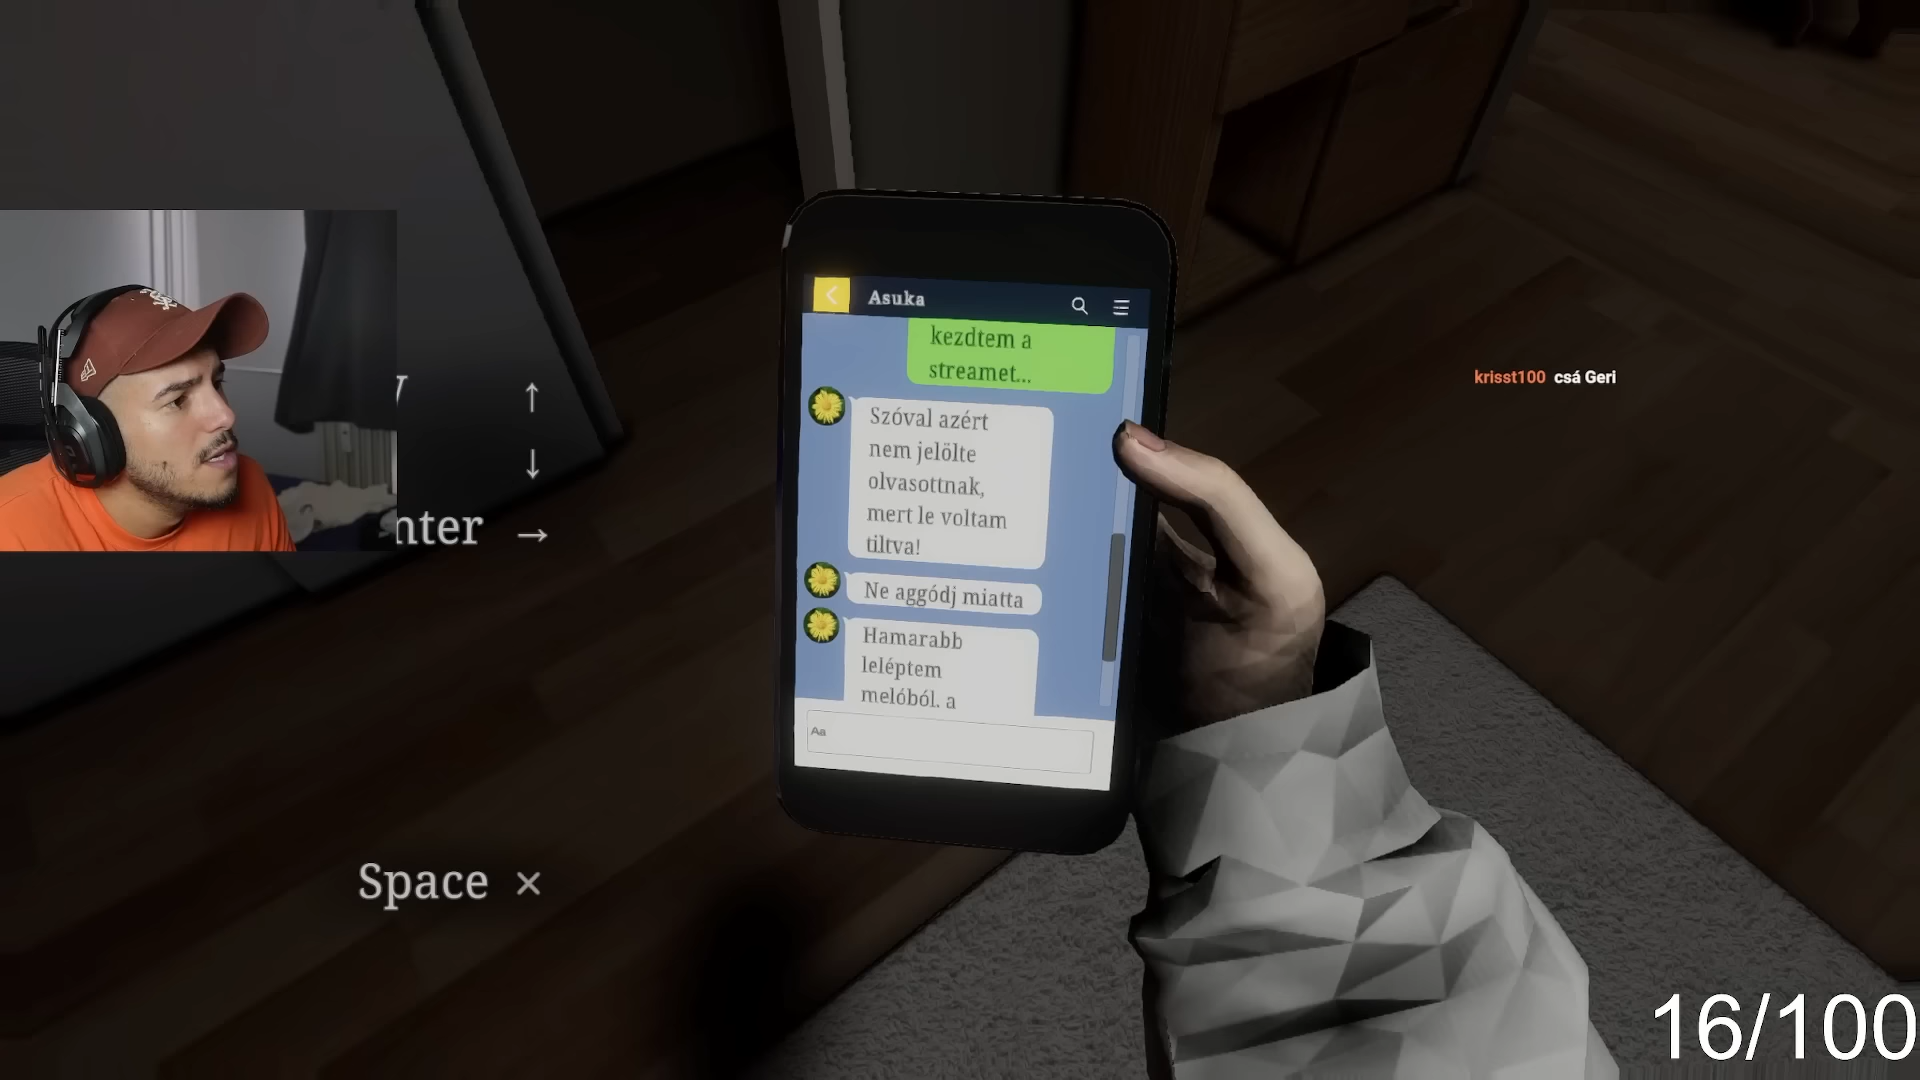 Asuka
kezdtem a
streamet...
Szóval azért
nem jelölte
olvasottnak,
mert le voltam
tiltva!
Ne aggódj miatta
Hamarabb
leléptem
melóból. a
Aa
krisst100 csá Geri
nter →
Space ×
16/100